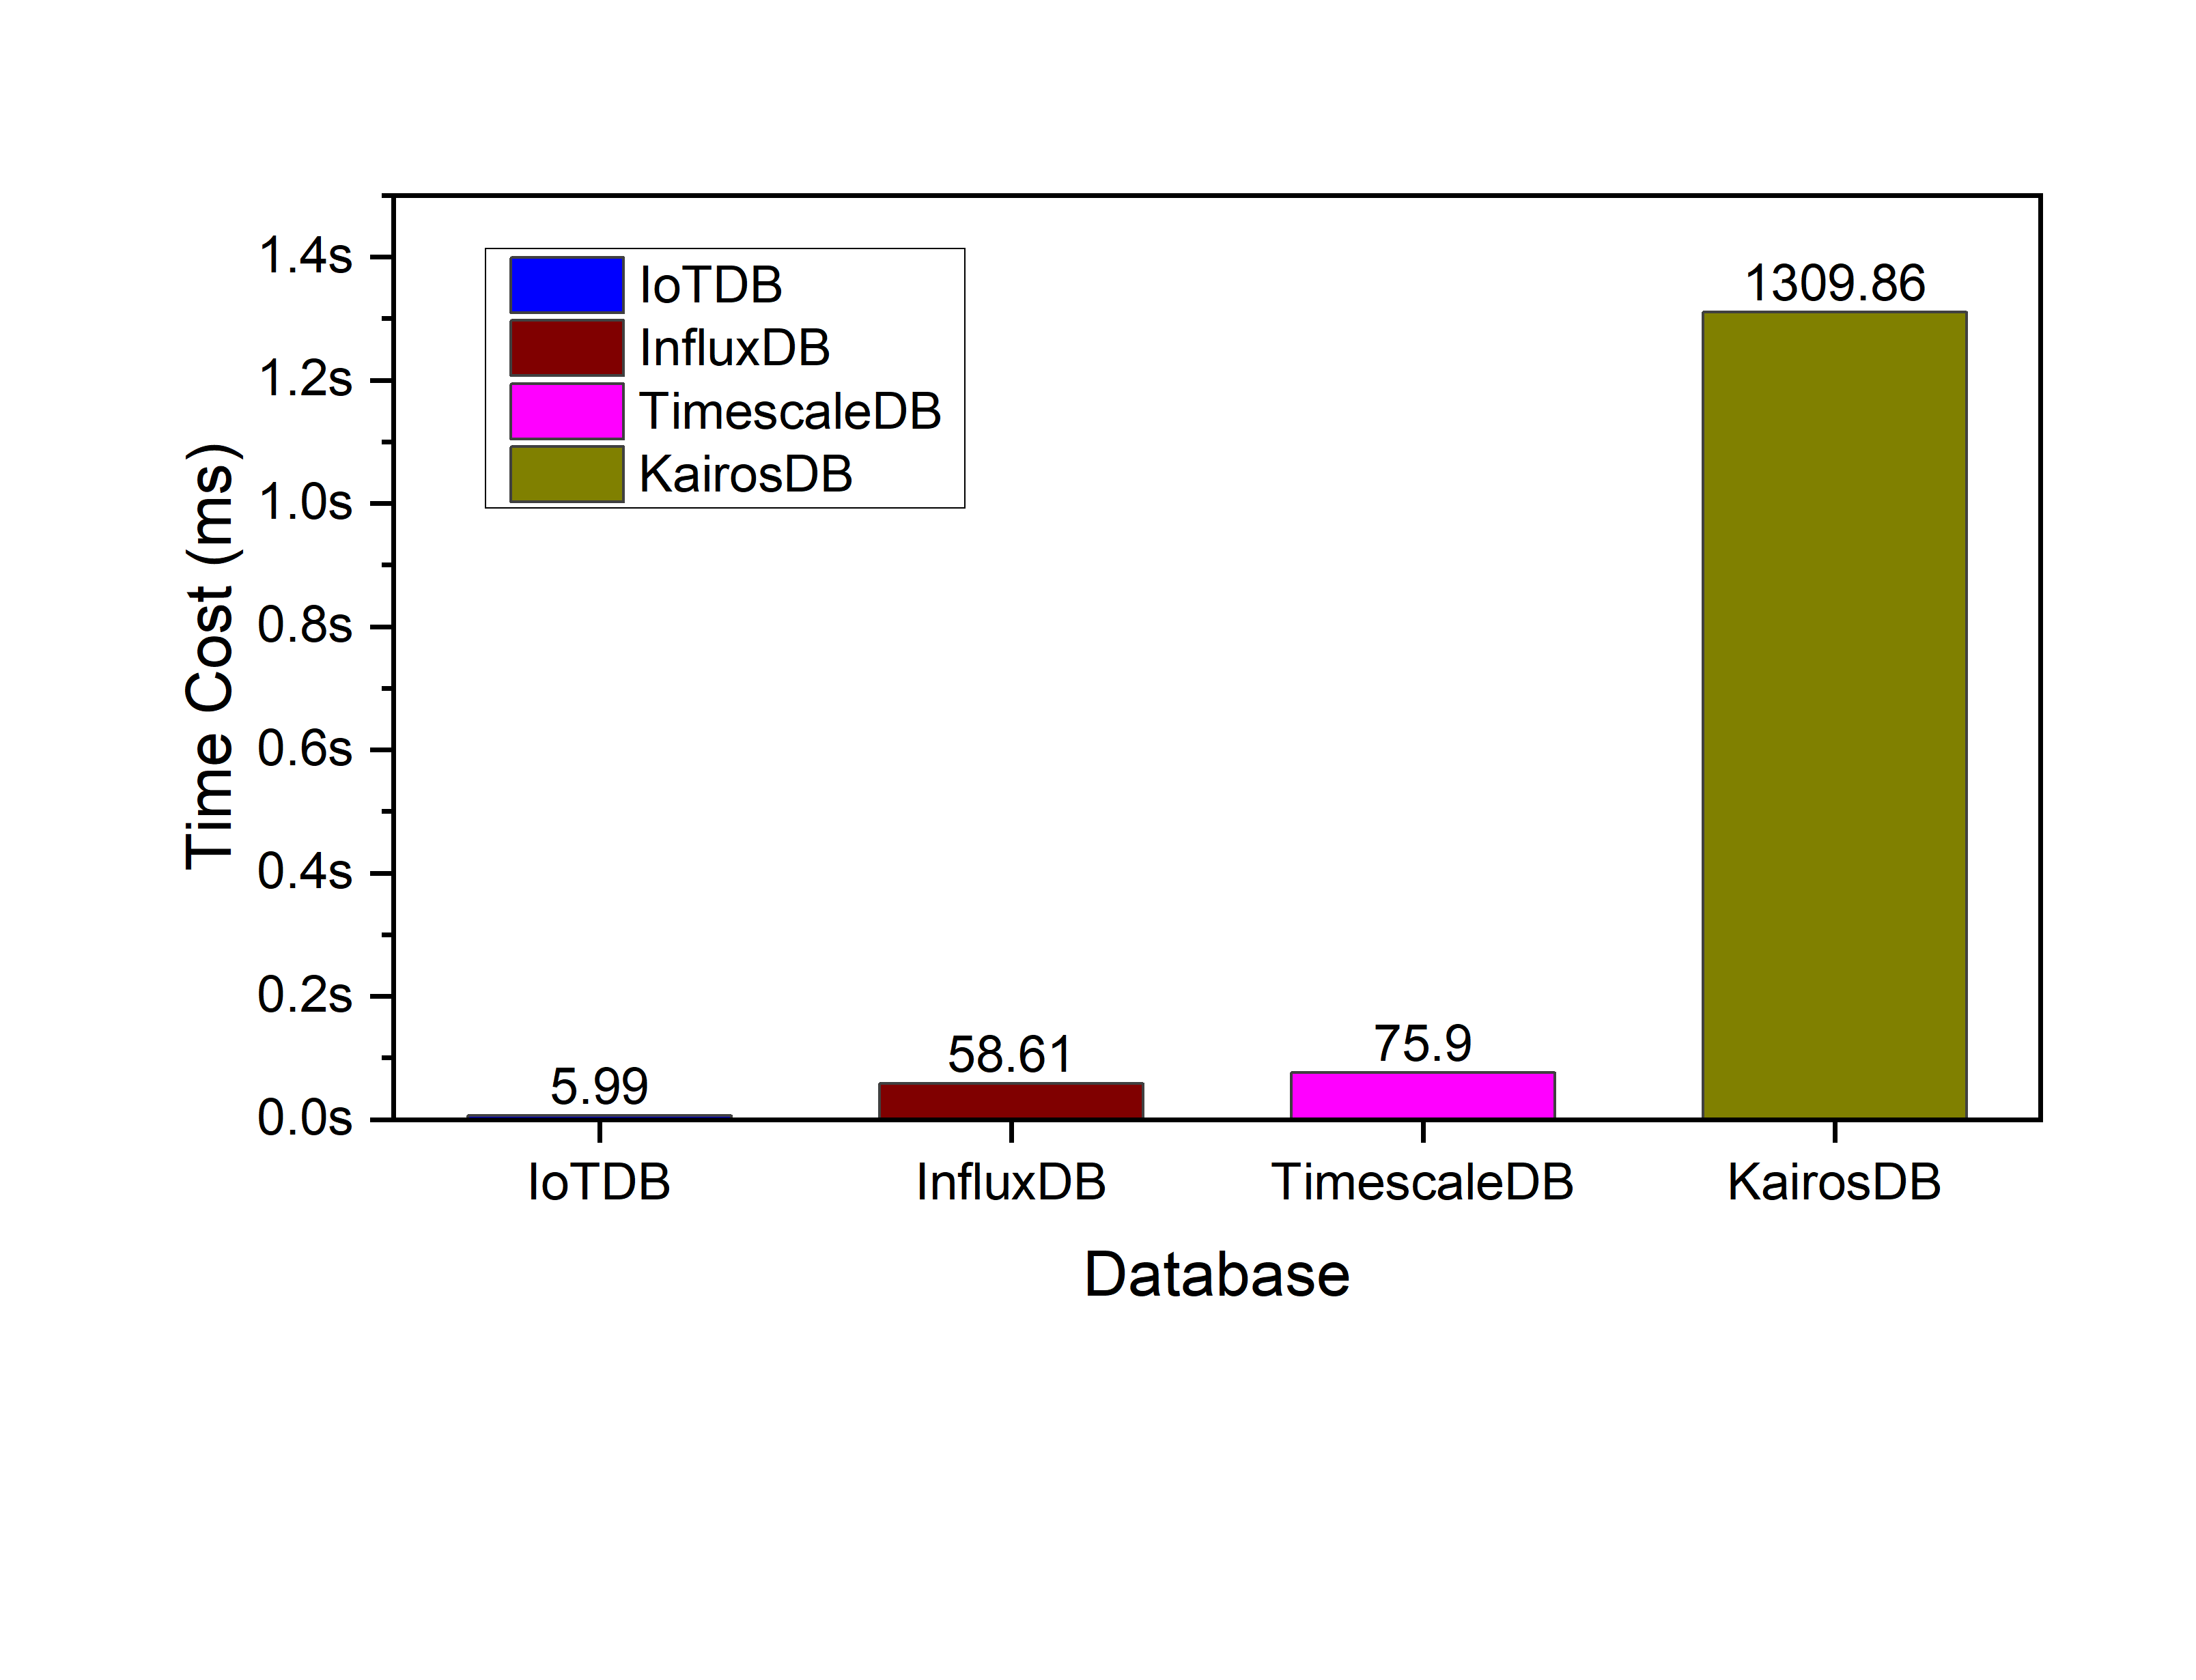 Time Cost (ms)
1.4s
1.2s
1.0s
0.8s
0.6s
0.4s
0.2s
0.0s
IoTDB
InfluxDB
TimescaleDB
KairosDB
5.99
58.61
75.9
1309.86
IoTDB InfluxDB TimescaleDB KairosDB
Database